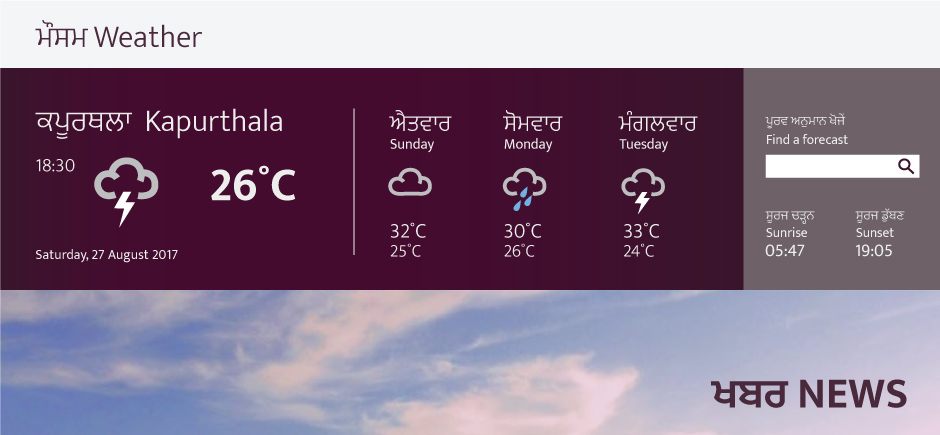 ਮੌਸਮ Weather
ਕਪੂਰਥਲਾ Kapurthala
18:30
26°C
Saturday, 27 August 2017
ਐਤਵਾਰ
Sunday
32°C
25°C
ਸੋਮਵਾਰ
Monday
30°C
26°C
ਮੰਗਲਵਾਰ
Tuesday
33°C
24°C
ਪੂਰਵ ਅਨੁਮਾਨ ਖੋਜੋਂ
Find a forecast
ਸੂਰਜ ਚੜ੍ਹਨ
Sunrise
05:47
ਸੂਰਜ ਡੁੱਬਣ
Sunset
19:05
ਖਬਰ NEWS